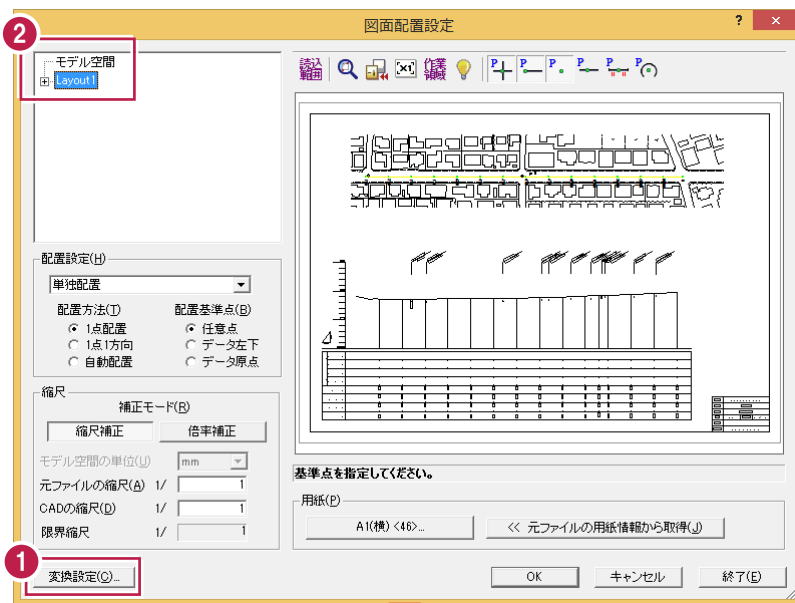 図面配置設定
?
×
2
モデル空間
Layout1
読込範囲
作業領域
P P P P P P
配置設定(H)
単独配置
配置方法(T)
配置基準点(B)
1点配置
任意点
1点1方向
データ左下
自動配置
データ原点
縮尺
補正モード(R)
縮尺補正
倍率補正
モデル空間の単位(U)
mm
元ファイルの縮尺(A) 1/ 1
CADの縮尺(D) 1/ 1
限界縮尺 1/ 1
基準点を指定してください。
用紙(P)
A1(横) <46>...
<< 元ファイルの用紙情報から取得(J)
1
変換設定(C)...
OK
キャンセル
終了(E)